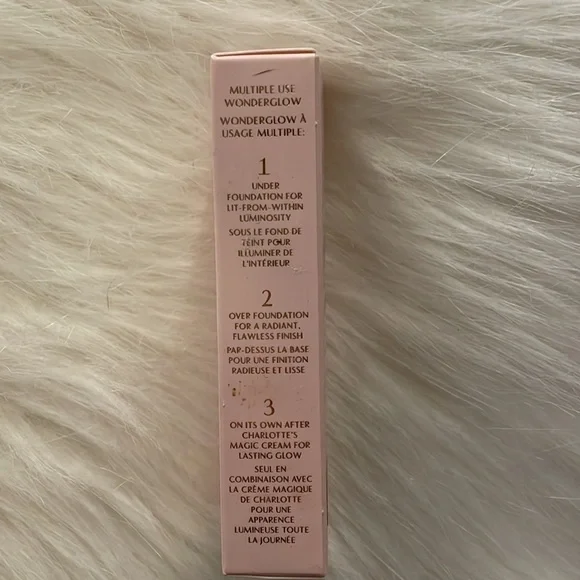 MULTIPLE USE
WONDERGLOW
WONDERGLOW À
USAGE MULTIPLE:
1
UNDER
FOUNDATION FOR
LIT-FROM-WITHIN
LUMINOSITY
SOUS LE FOND DE
TEINT POUR
ILLUMINER DE
L'INTÉRIEUR
2
OVER FOUNDATION
FOR A RADIANT,
FLAWLESS FINISH
PAR-DESSUS LA BASE
POUR UNE FINITION
RADIEUSE ET LISSE
3
ON ITS OWN AFTER
CHARLOTTE'S
MAGIC CREAM FOR
LASTING GLOW
SEUL EN
COMBINAISON AVEC
LA CRÈME MAGIQUE
DE CHARLOTTE
POUR UNE
APPARENCE
LUMINEUSE TOUTE
LA JOURNÉE